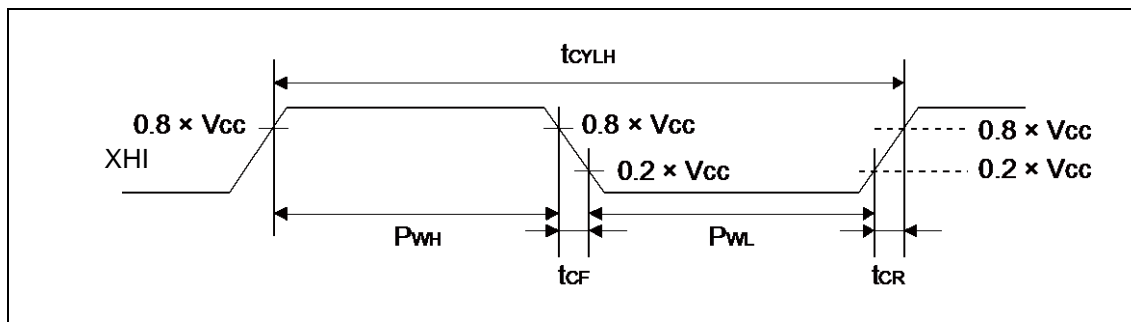 tCYLH
0.8 × VCC
0.8 × VCC
0.8 × VCC
XHI
0.2 × VCC
0.2 × VCC
PWH
PWL
tCF
tCR